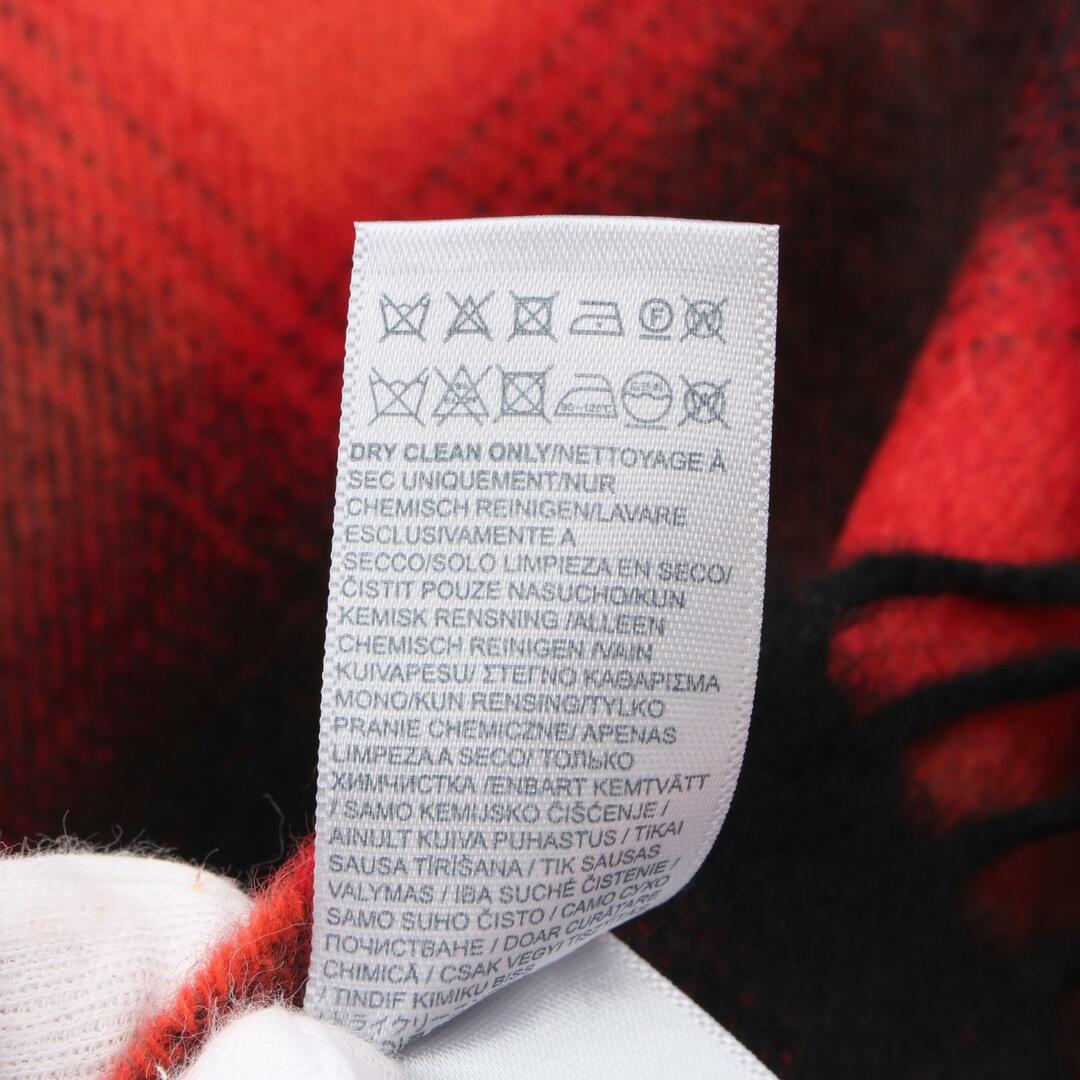 F W
DRY CLEAN ONLY/NETTOYAGE À
SEC UNIQUEMENT/NUR
CHEMISCH REINIGEN/LAVARE
ESCLUSIVAMENTE A
SECCO/SOLO LIMPIEZA EN SECO/
ČISTIT POUZE NASUCHO/KUN
KEMISK RENSNING /ALLEEN
CHEMISCH REINIGEN /VAIN
KUIVAPESU/ ΣΤΕΓΝΟ ΚΑΘΑΡΙΣΜΑ
MONO/KUN RENSING/TYLKO
PRANIE CHEMICZNE/ APENAS
LIMPEZA A SECO/ ТОЛЬКО
ХИМЧИСТКА /ENBART KEMTVÄTT
/ SAMO KEMIJSKO ČIŠĆENJE /
AINULT KUIVA PUHASTUS / TIKAI
SAUSA TĪRĪŠANA / TIK SAUSAS
VALYMAS / IBA SUCHÉ ČISTENIE /
SAMO SUHO ČISTO / САМО СУХО
ПОЧИСТВАНЕ / DOAR CURĂȚARE
CHIMICĂ / CSAK VEGYI
/ TINDIF KIMIKU BISS